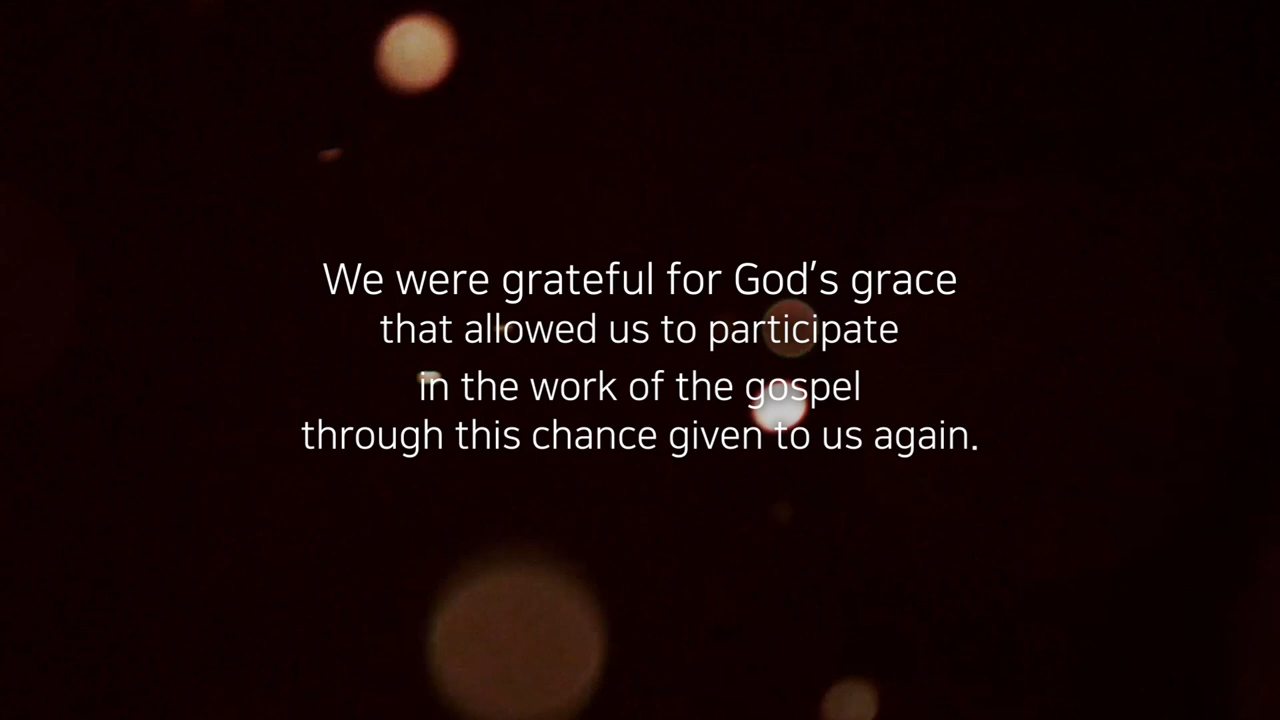 We were grateful for God's grace
that allowed us to participate
in the work of the gospel
through this chance given to us again.